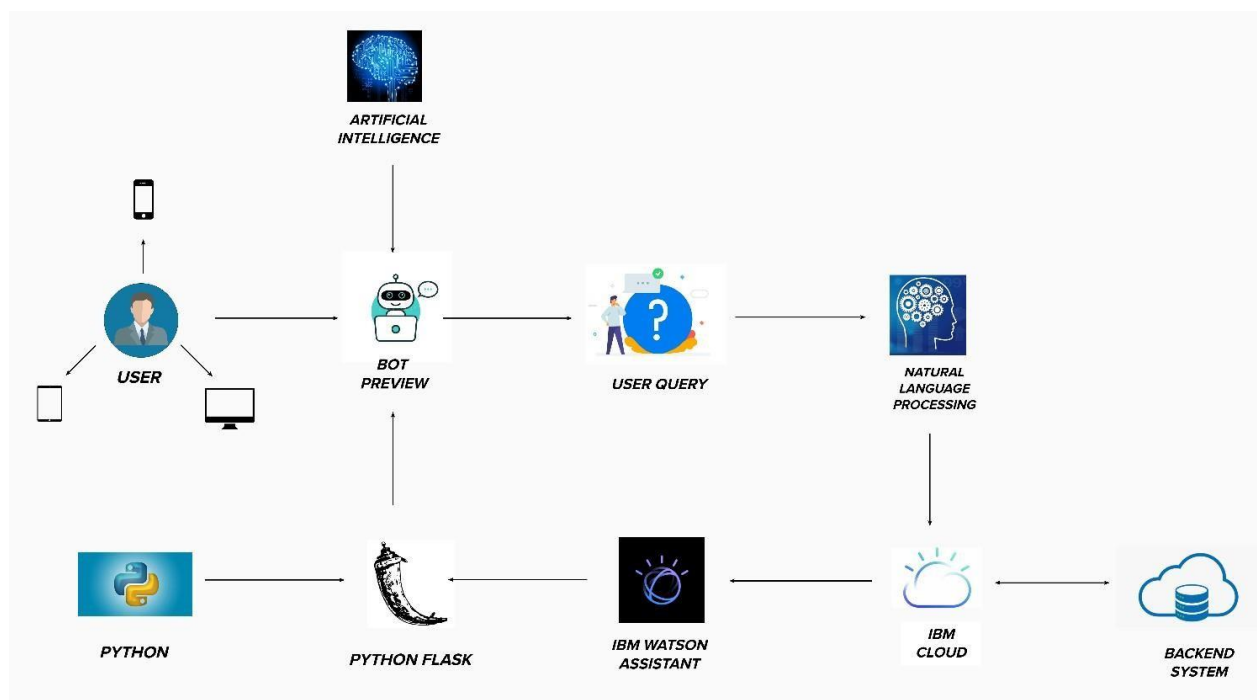 ARTIFICIAL
INTELLIGENCE
USER
BOT
PREVIEW
USER QUERY
NATURAL
LANGUAGE
PROCESSING
PYTHON
PYTHON FLASK
IBM WATSON
ASSISTANT
IBM
CLOUD
BACKEND
SYSTEM